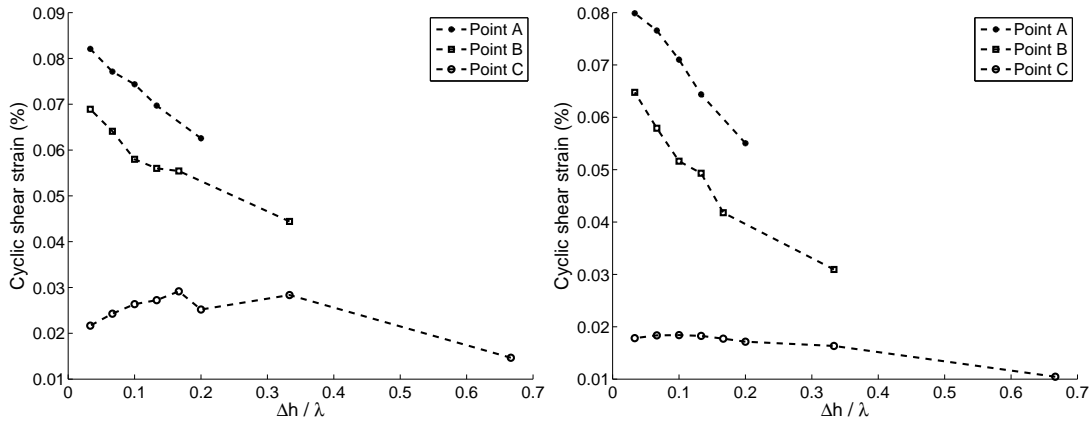 0.09
0.08
0.07
0.06
0.05
0.04
0.03
0.02
0.01
Cyclic shear strain (%)
0 0.1 0.2 0.3 0.4 0.5 0.6 0.7
Δh / λ
Point A
Point B
Point C
0.08
0.07
0.06
0.05
0.04
0.03
0.02
0.01
Cyclic shear strain (%)
0 0.1 0.2 0.3 0.4 0.5 0.6 0.7
Δh / λ
Point A
Point B
Point C